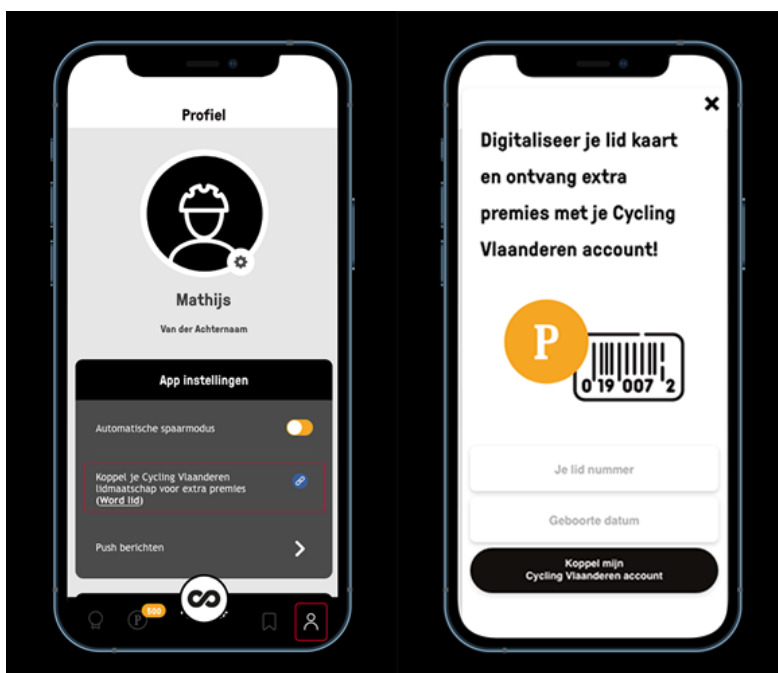 Profiel
Mathijs
Van der Achternaam
App instellingen
Automatische spaarmodus
Koppel je Cycling Vlaanderen
lidmaatschap voor extra premies
(Word lid)
Push berichten
P
500
Digitaliseer je lid kaart
en ontvang extra
premies met je Cycling
Vlaanderen account!
P
0 19 007 2
Je lid nummer
Geboorte datum
Koppel mijn
Cycling Vlaanderen account